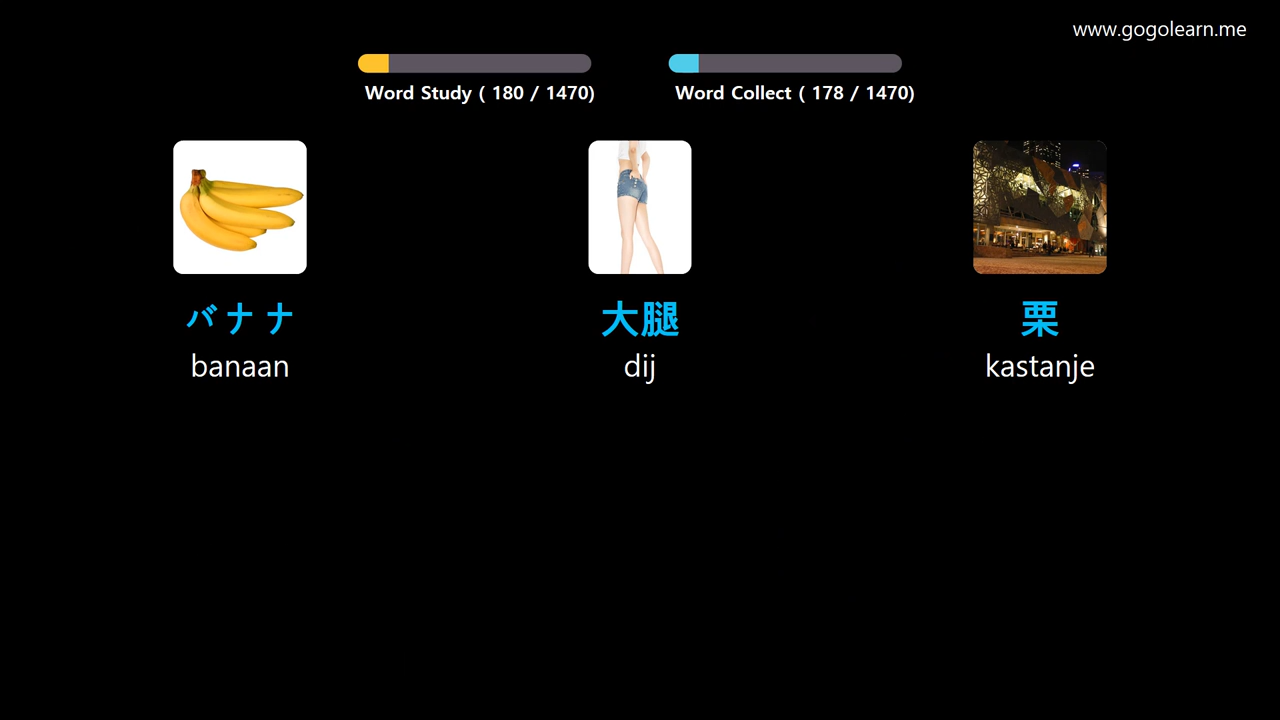 www.gogolearn.me
Word Study ( 180 / 1470)
Word Collect ( 178 / 1470)
バナナ
大腿
栗
banaan
dij
kastanje